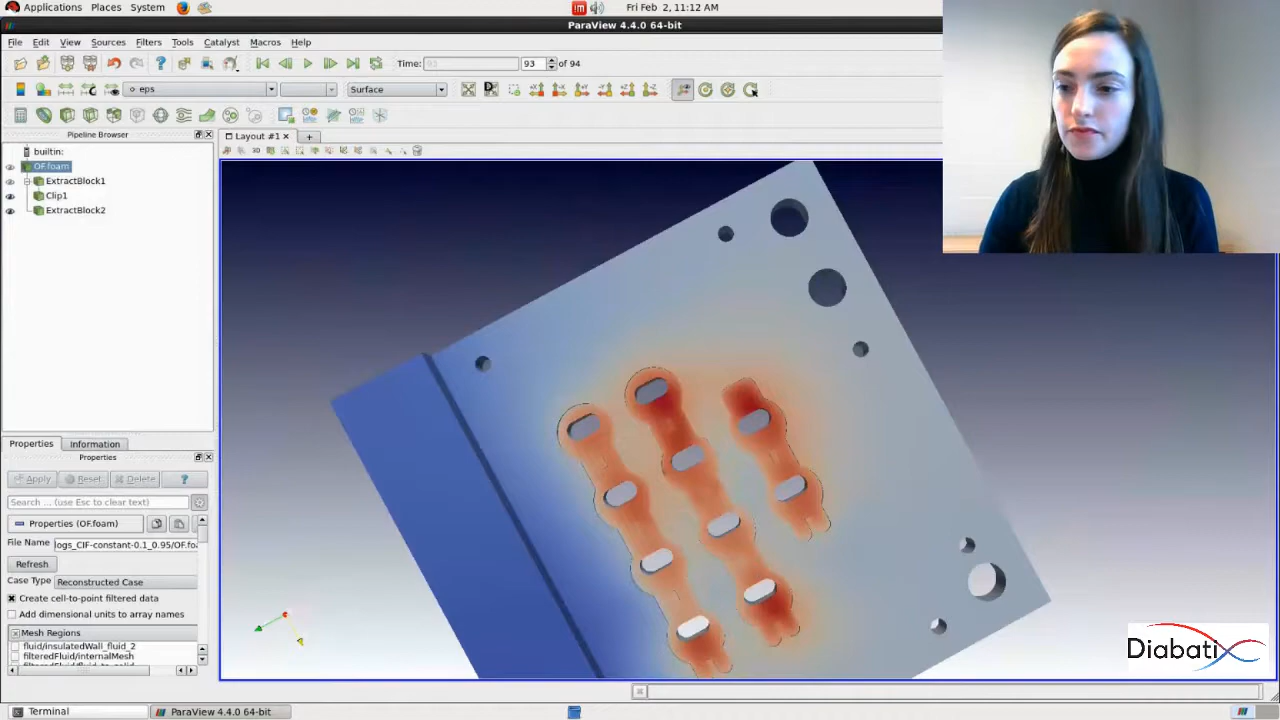 Applications Places System
Fri Feb 2, 11:12 AM
ParaView 4.4.0 64-bit
File Edit View Sources Filters Tools Catalyst Macros Help
Time: 93 93 of 94
eps Surface
Pipeline Browser
Layout #1
builtin:
OF.foam
ExtractBlock1
Clip1
ExtractBlock2
Properties Information
Properties
Apply Reset Delete ?
Search ... (use Esc to clear text)
Properties (OF.foam)
File Name logs_CIF-constant-0.1_0.95/OF.foa
Refresh
Case Type Reconstructed Case
Create cell-to-point filtered data
Add dimensional units to array names
Mesh Regions
fluid/insulatedWall_fluid_2
filteredFluid/internalMesh
filteredFluid/fluid_to_solid
Diabatix
Terminal ParaView 4.4.0 64-bit